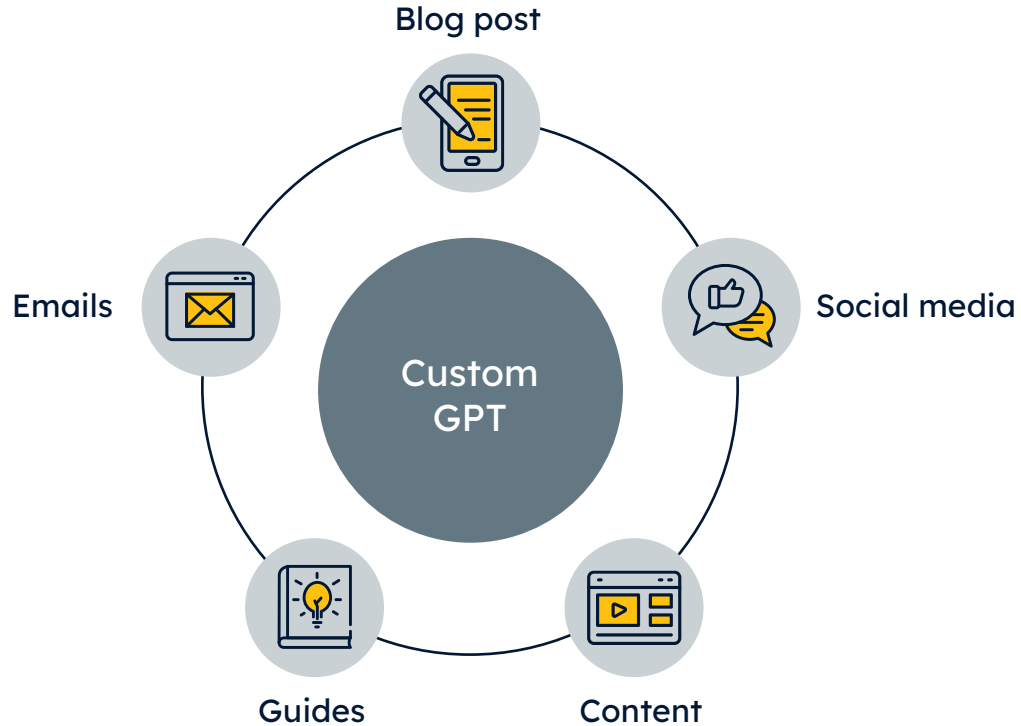 Blog post
Emails
Social media
Custom
GPT
Guides
Content